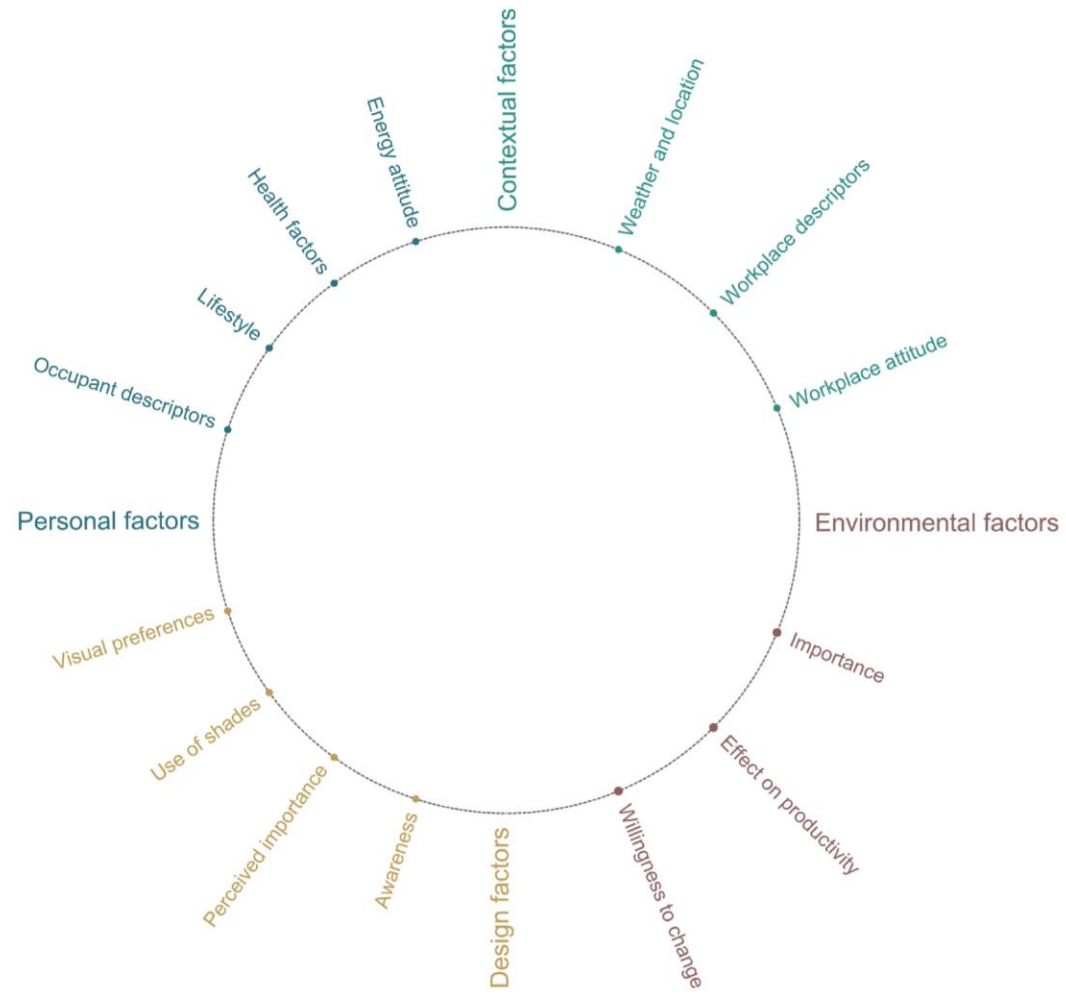 Contextual factors
Weather and location
Workplace descriptors
Workplace attitude
Environmental factors
Importance
Effect on productivity
Willingness to change
Design factors
Awareness
Perceived importance
Use of shades
Visual preferences
Personal factors
Occupant descriptors
Lifestyle
Health factors
Energy attitude